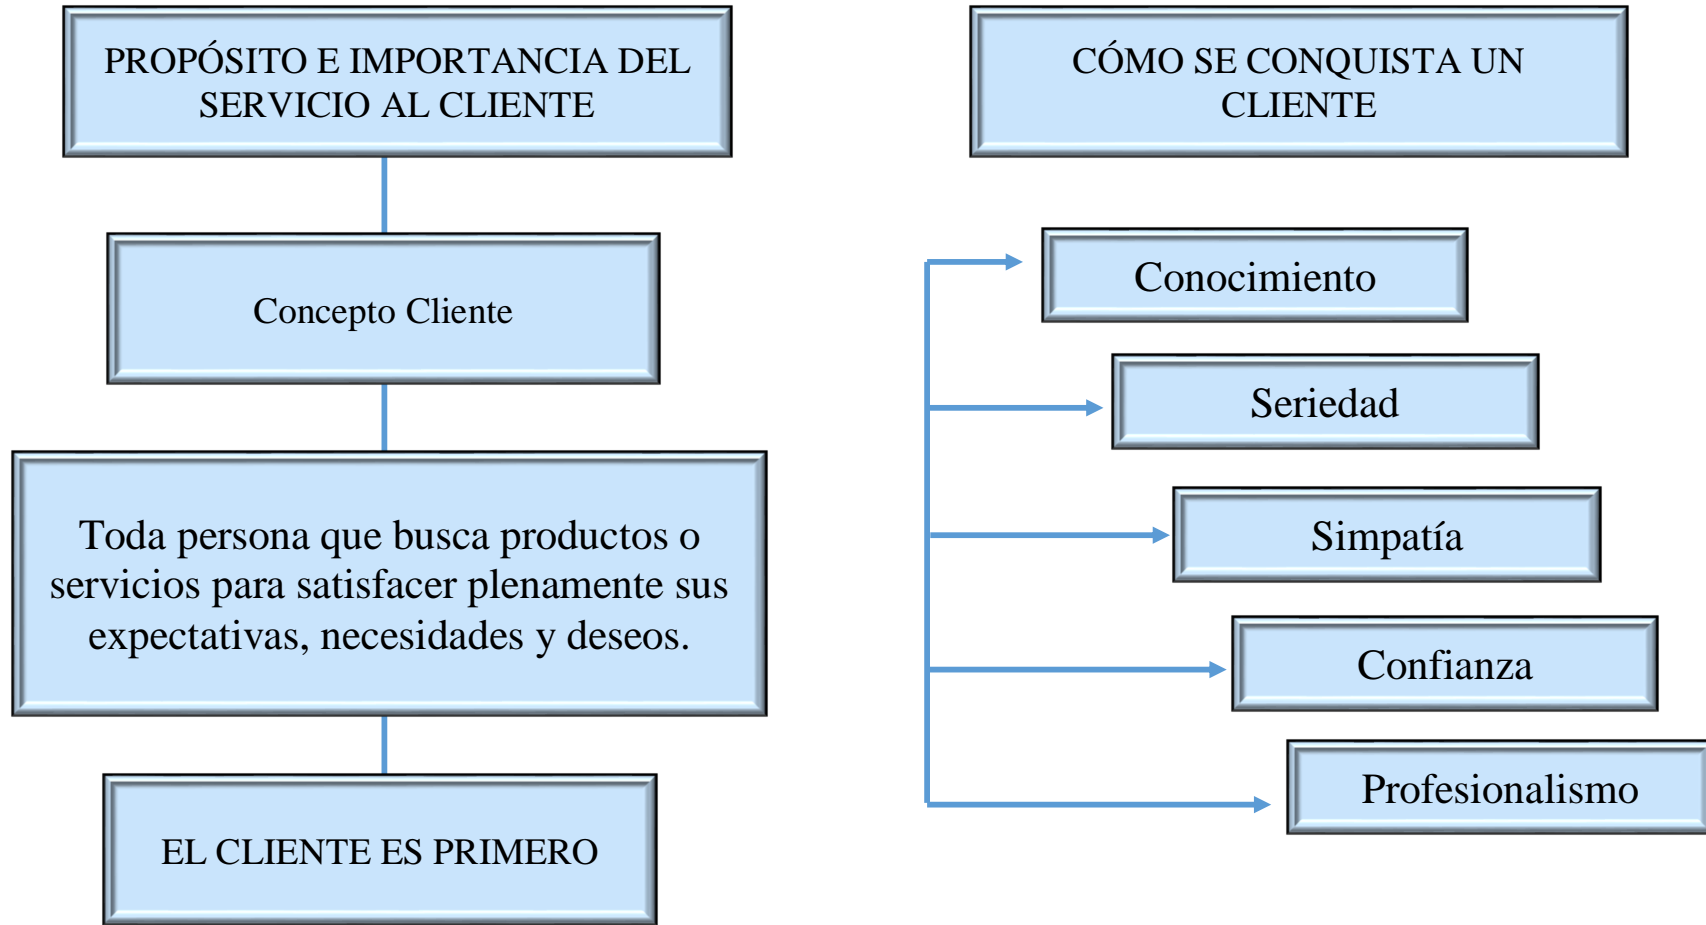 PROPÓSITO E IMPORTANCIA DEL
SERVICIO AL CLIENTE
Concepto Cliente
Toda persona que busca productos o
servicios para satisfacer plenamente sus
expectativas, necesidades y deseos.
EL CLIENTE ES PRIMERO
CÓMO SE CONQUISTA UN
CLIENTE
Conocimiento
Seriedad
Simpatía
Confianza
Profesionalismo